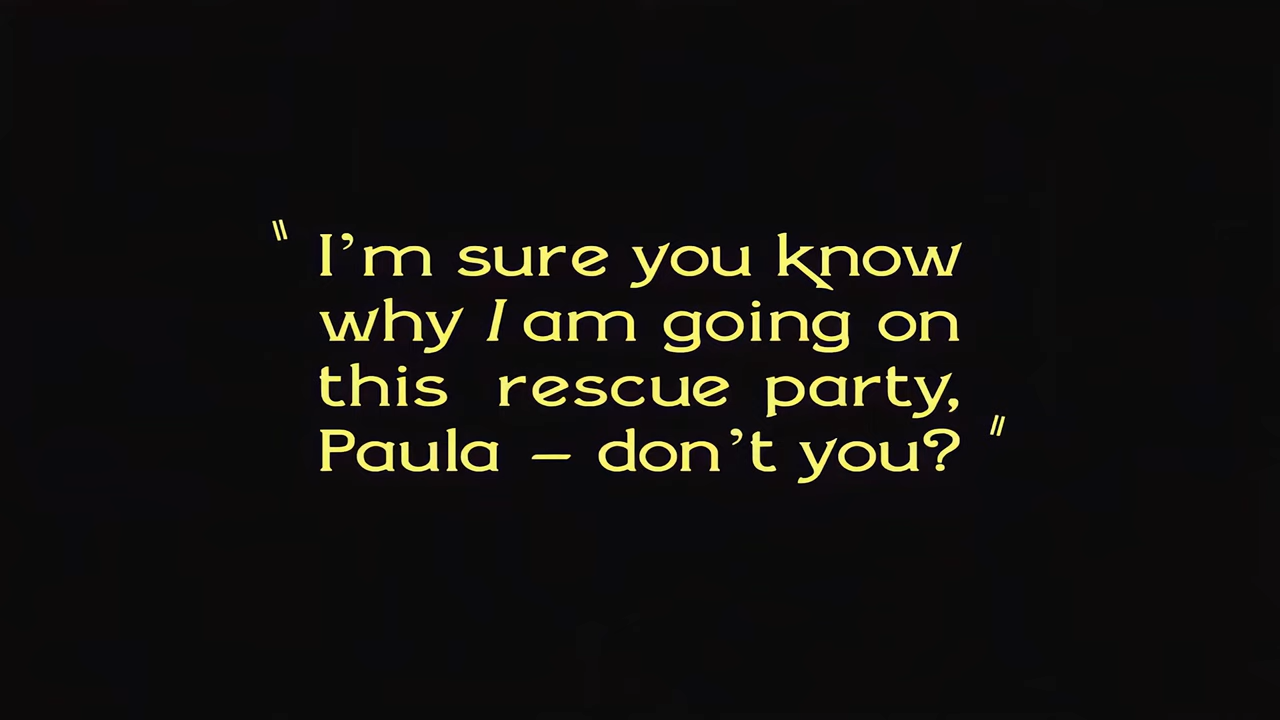 "I’m sure you know
why I am going on
this rescue party,
Paula – don’t you?"